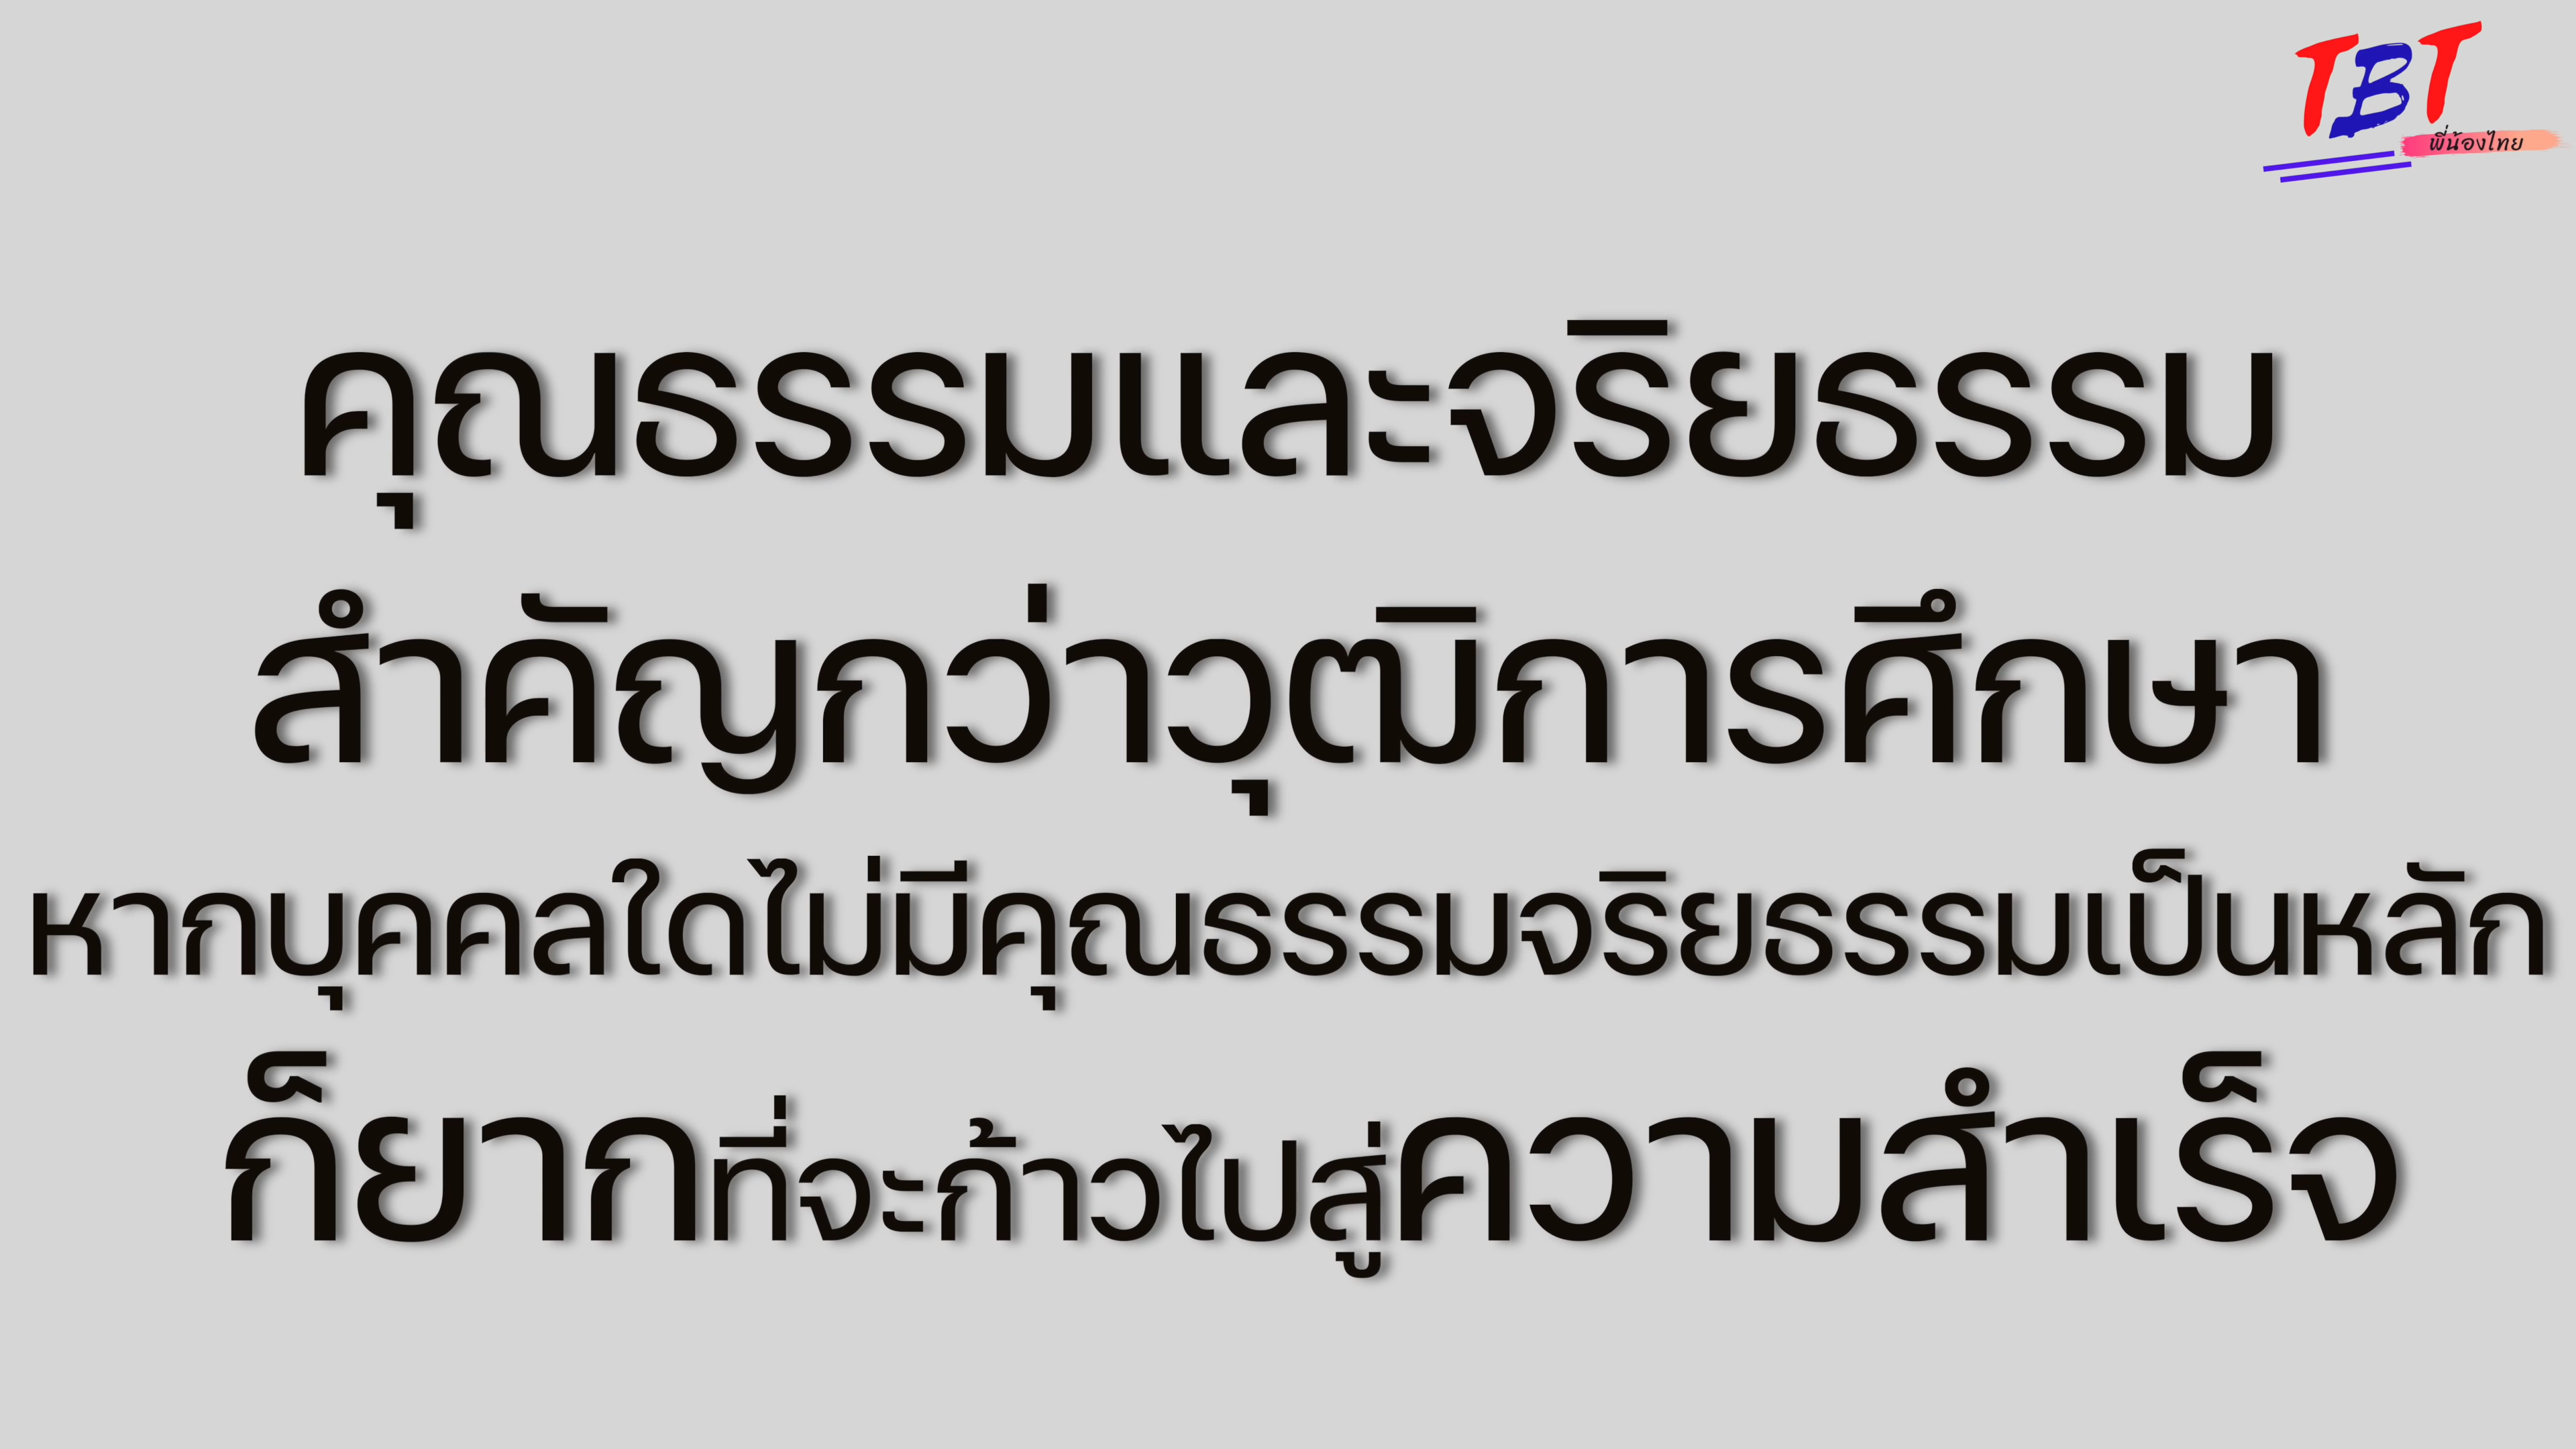 TBT
พี่น้องไทย
คุณธรรมและจริยธรรม
สำคัญกว่าวุฒิการศึกษา
หากบุคคลใดไม่มีคุณธรรมจริยธรรมเป็นหลัก
ก็ยากที่จะก้าวไปสู่ความสำเร็จ